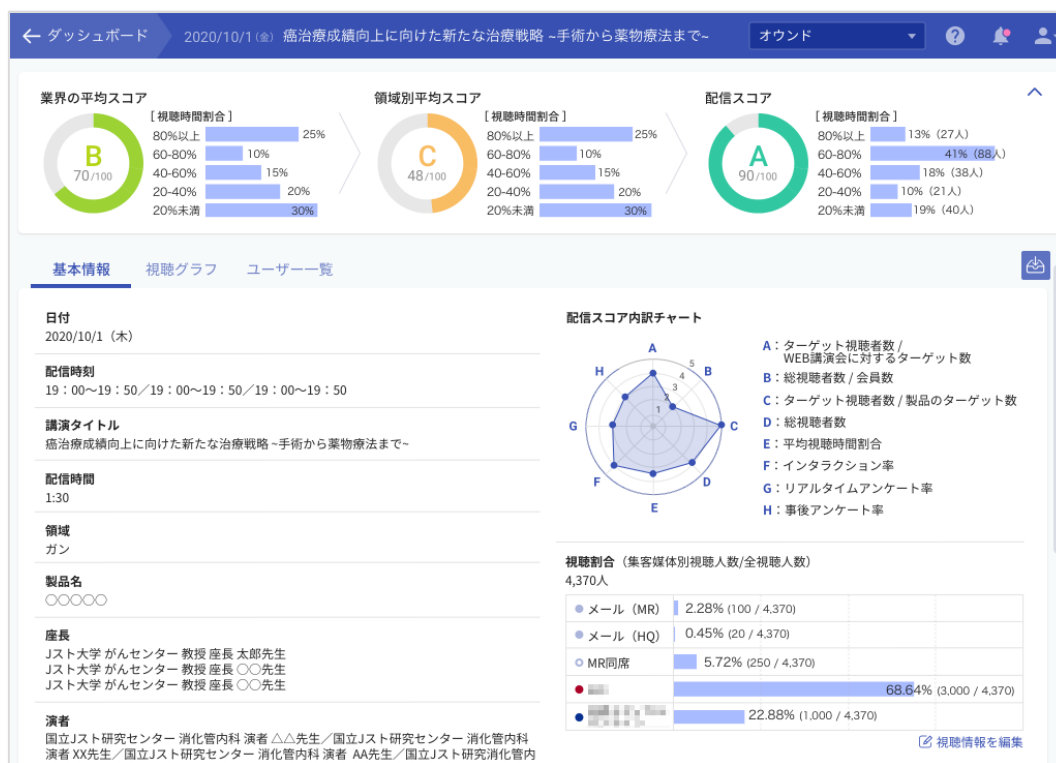 ダッシュボード
2020/10/1(金) 癌治療成績向上に向けた新たな治療戦略 ~手術から薬物療法まで~
オウンド
業界の平均スコア
B
70/100
[ 視聴時間割合 ]
80%以上 25%
60-80% 10%
40-60% 15%
20-40% 20%
20%未満 30%
領域別平均スコア
C
48/100
[ 視聴時間割合 ]
80%以上 25%
60-80% 10%
40-60% 15%
20-40% 20%
20%未満 30%
配信スコア
A
90/100
[ 視聴時間割合 ]
80%以上 13%（27人）
60-80% 41%（88人）
40-60% 18%（38人）
20-40% 10%（21人）
20%未満 19%（40人）
基本情報 視聴グラフ ユーザー一覧
日付
2020/10/1（木）
配信時刻
19：00〜19：50／19：00〜19：50／19：00〜19：50
講演タイトル
癌治療成績向上に向けた新たな治療戦略 ~手術から薬物療法まで~
配信時間
1:30
領域
ガン
製品名
○○○○○
座長
Jスト大学 がんセンター 教授 座長 太郎先生
Jスト大学 がんセンター 教授 座長 ○○先生
Jスト大学 がんセンター 教授 座長 ○○先生
演者
国立Jスト研究センター 消化管内科 演者 △△先生／国立Jスト研究センター 消化管内科
演者 XX先生／国立Jスト研究センター 消化管内科 演者 AA先生／国立Jスト研究消化管内
配信スコア内訳チャート
A
B
C
D
E
F
G
H
5
4
3
2
1
A：ターゲット視聴者数 /
WEB講演会に対するターゲット数
B：総視聴者数 / 会員数
C：ターゲット視聴者数 / 製品のターゲット数
D：総視聴者数
E：平均視聴時間割合
F：インタラクション率
G：リアルタイムアンケート率
H：事後アンケート率
視聴割合（集客媒体別視聴人数/全視聴人数）
4,370人
メール（MR） 2.28% (100 / 4,370)
メール（HQ） 0.45% (20 / 4,370)
MR同席 5.72% (250 / 4,370)
68.64% (3,000 / 4,370)
22.88% (1,000 / 4,370)
視聴情報を編集